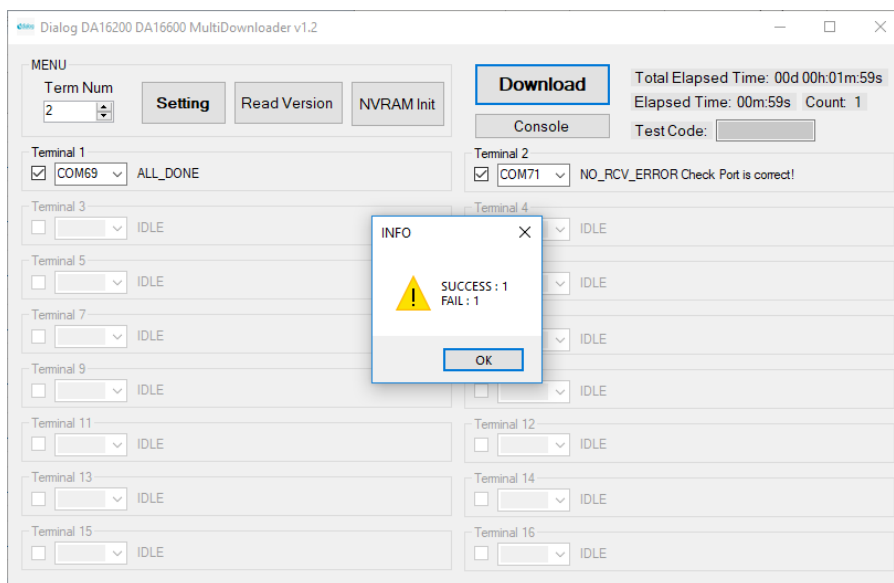 Dialog DA16200 DA16600 MultiDownloader v1.2
MENU
Term Num
2
Setting
Read Version
NVRAM Init
Download
Console
Total Elapsed Time: 00d 00h:01m:59s
Elapsed Time: 00m:59s Count: 1
Test Code:
Terminal 1
COM69
ALL_DONE
Terminal 2
COM71
NO_RCV_ERROR Check Port is correct!
Terminal 3
IDLE
Terminal 4
IDLE
Terminal 5
IDLE
IDLE
Terminal 7
IDLE
IDLE
Terminal 9
IDLE
IDLE
Terminal 11
IDLE
Terminal 12
IDLE
Terminal 13
IDLE
Terminal 14
IDLE
Terminal 15
IDLE
Terminal 16
IDLE
INFO
SUCCESS : 1
FAIL : 1
OK